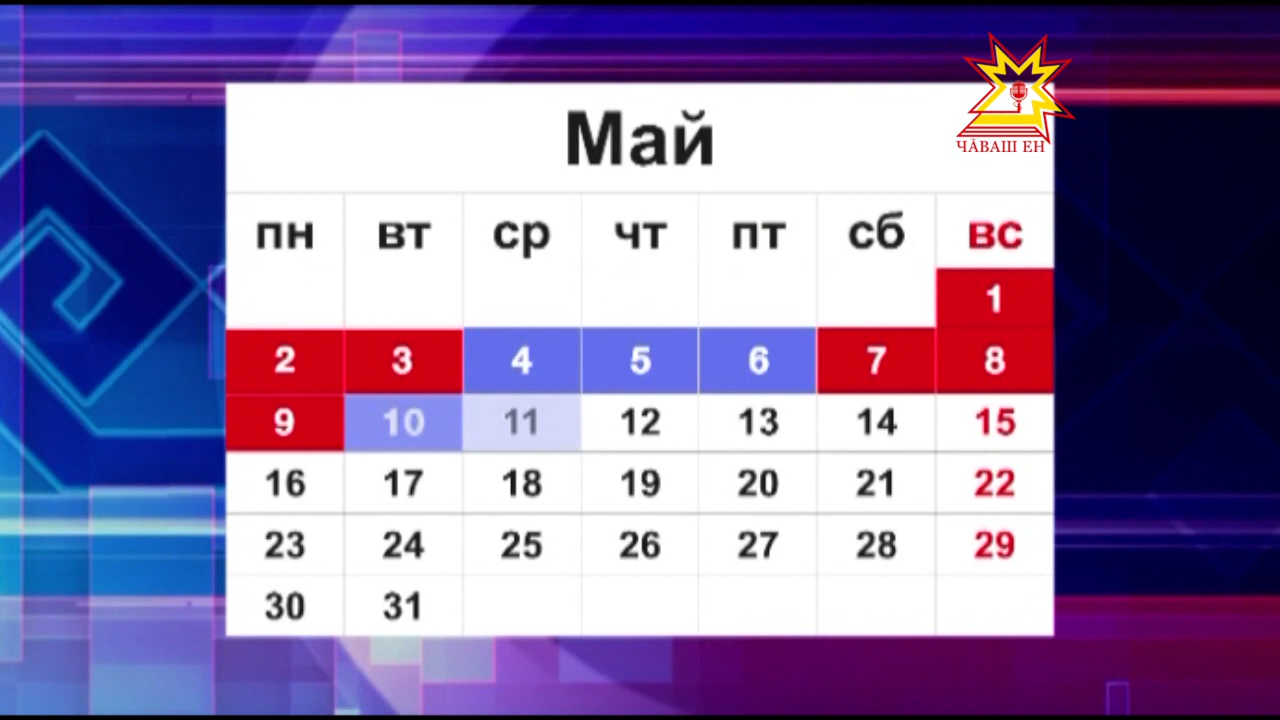 Май
ЧӐВАШ ЕН
пн вт ср чт пт сб вс
1
2 3 4 5 6 7 8
9 10 11 12 13 14 15
16 17 18 19 20 21 22
23 24 25 26 27 28 29
30 31